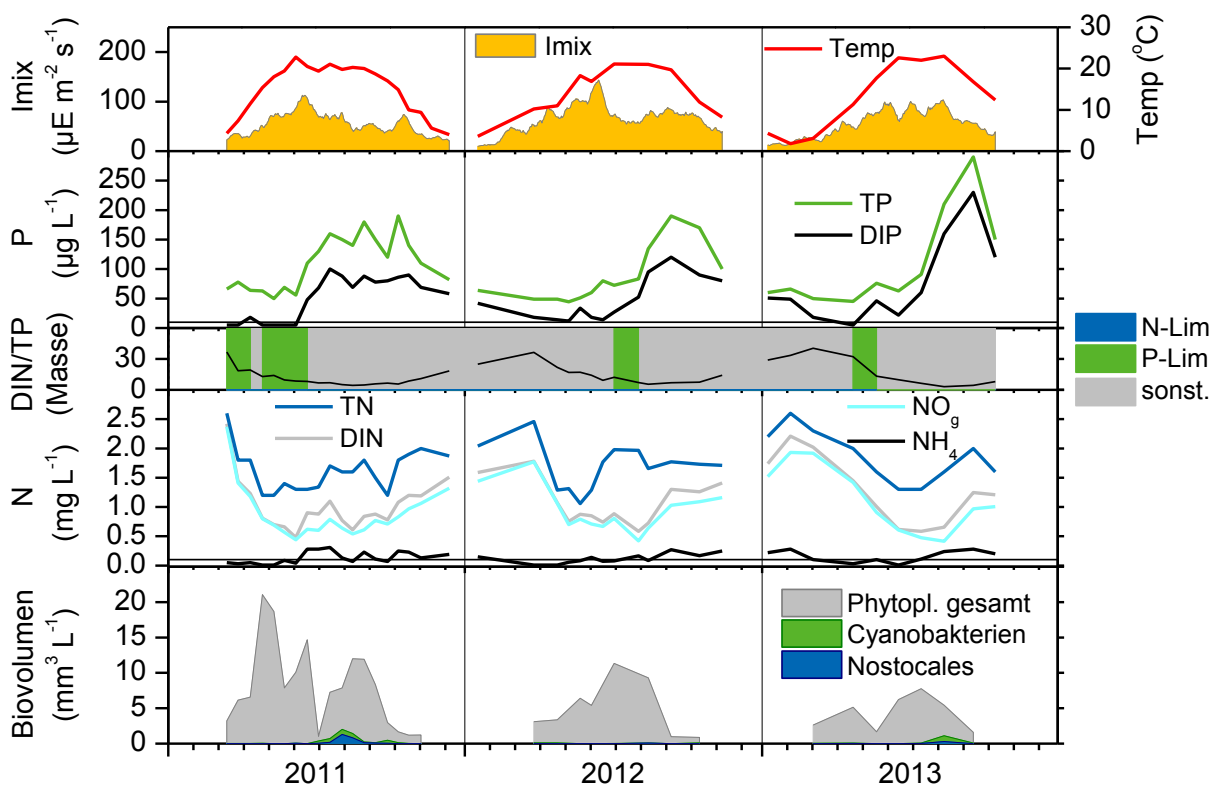 Imix
(µE m⁻² s⁻¹)
200
100
0
Imix
Temp
30
20
10
0
Temp (°C)
P
(µg L⁻¹)
250
200
150
100
50
0
TP
DIP
DIN/TP
(Masse)
30
0
N-Lim
P-Lim
sonst.
N
(mg L⁻¹)
2.5
2.0
1.5
1.0
0.5
0.0
TN
DIN
NOg
NH₄
Biovolumen
(mm³ L⁻¹)
20
15
10
5
0
Phytopl. gesamt
Cyanobakterien
Nostocales
2011
2012
2013